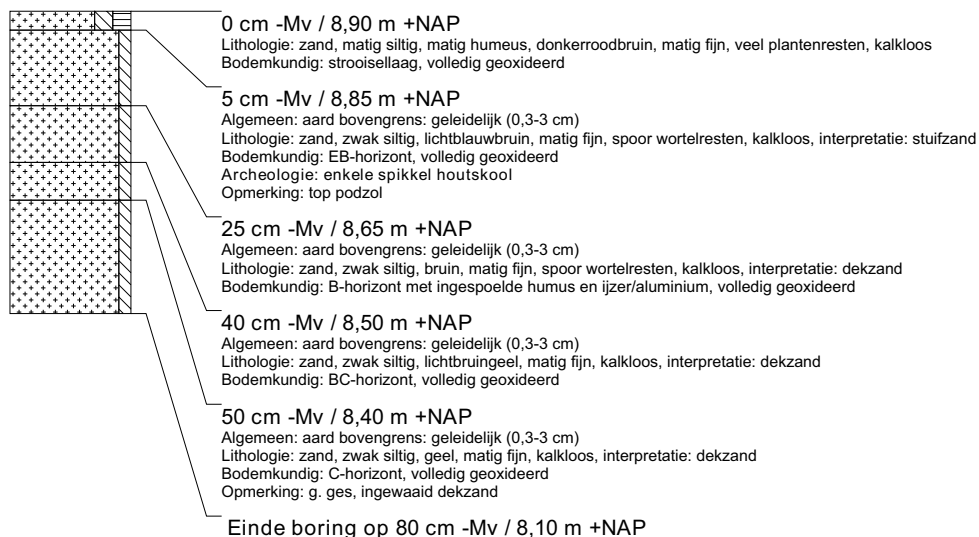 0 cm -Mv / 8,90 m +NAP
Lithologie: zand, matig siltig, matig humeus, donkerroodbruin, matig fijn, veel plantenresten, kalkloos
Bodemkundig: strooisellaag, volledig geoxideerd
5 cm -Mv / 8,85 m +NAP
Algemeen: aard bovengrens: geleidelijk (0,3-3 cm)
Lithologie: zand, zwak siltig, lichtblauwbruin, matig fijn, spoor wortelresten, kalkloos, interpretatie: stuifzand
Bodemkundig: EB-horizont, volledig geoxideerd
Archeologie: enkele spikkel houtskool
Opmerking: top podzol
25 cm -Mv / 8,65 m +NAP
Algemeen: aard bovengrens: geleidelijk (0,3-3 cm)
Lithologie: zand, zwak siltig, bruin, matig fijn, spoor wortelresten, kalkloos, interpretatie: dekzand
Bodemkundig: B-horizont met ingespoelde humus en ijzer/aluminium, volledig geoxideerd
40 cm -Mv / 8,50 m +NAP
Algemeen: aard bovengrens: geleidelijk (0,3-3 cm)
Lithologie: zand, zwak siltig, lichtbruingeel, matig fijn, kalkloos, interpretatie: dekzand
Bodemkundig: BC-horizont, volledig geoxideerd
50 cm -Mv / 8,40 m +NAP
Algemeen: aard bovengrens: geleidelijk (0,3-3 cm)
Lithologie: zand, zwak siltig, geel, matig fijn, kalkloos, interpretatie: dekzand
Bodemkundig: C-horizont, volledig geoxideerd
Opmerking: g. ges, ingewaaid dekzand
Einde boring op 80 cm -Mv / 8,10 m +NAP